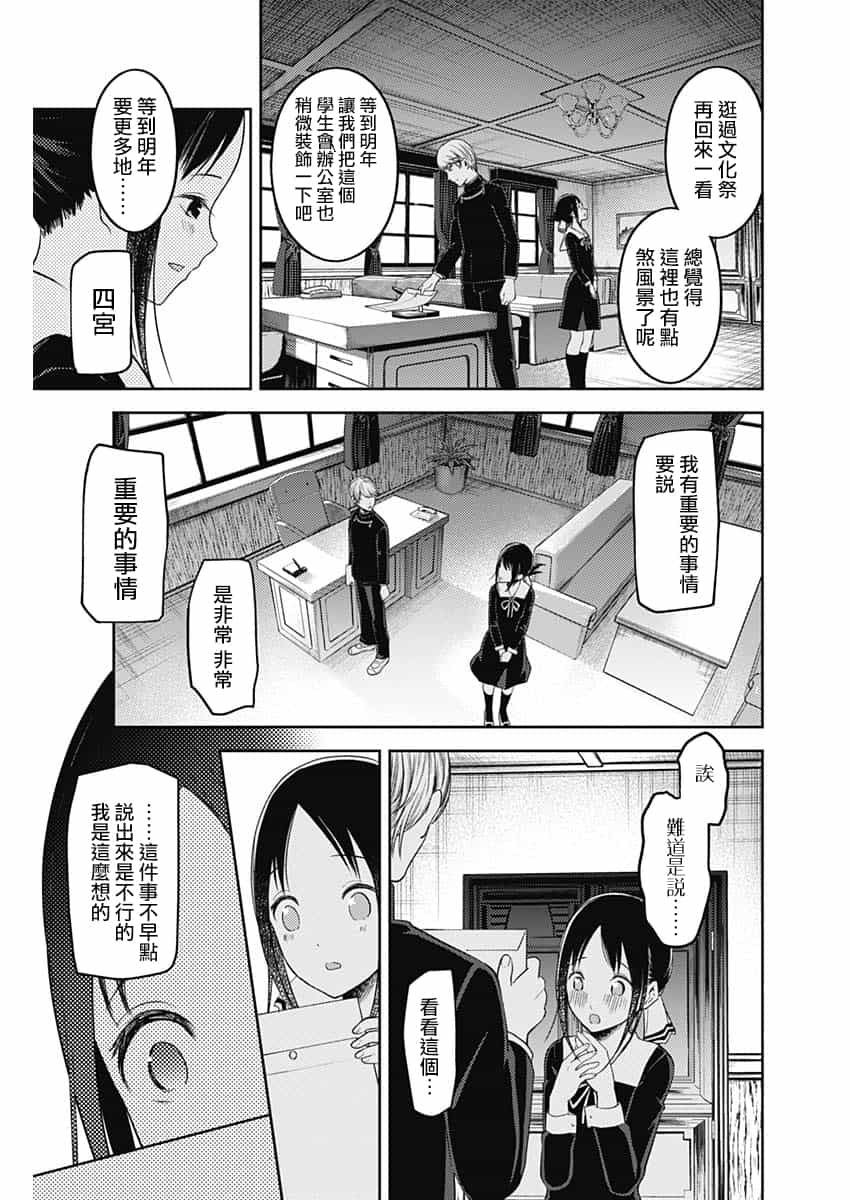 逛過文化祭
再回來一看
總覺得
這裡也有點
煞風景了呢
等到明年
讓我們把這個
學生會辦公室也
稍微裝飾一下吧
等到明年
要更多地……
四宮
我有重要的事情
要說
是非常 非常
重要的事情
誒
難道是説……
看看這個…
……這件事不早點
説出來是不行的
我是這麼想的